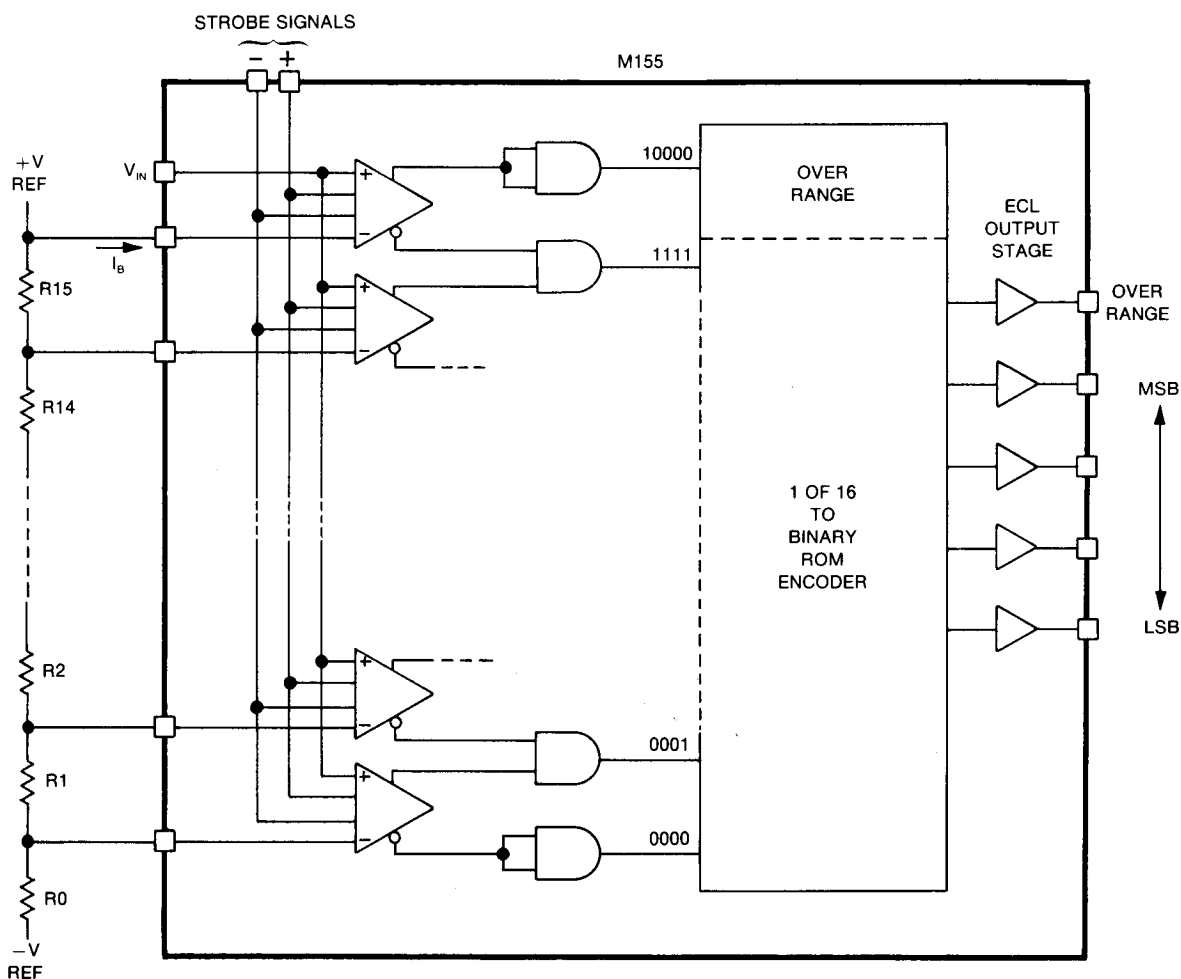 STROBE SIGNALS
− +
M155
+V
REF
V_IN
I_B
+
−
10000
OVER
RANGE
ECL
OUTPUT
STAGE
1111
R15
+
−
OVER
RANGE
R14
MSB
1 OF 16
TO
BINARY
ROM
ENCODER
R2
+
−
LSB
0001
R1
+
−
0000
R0
−V
REF